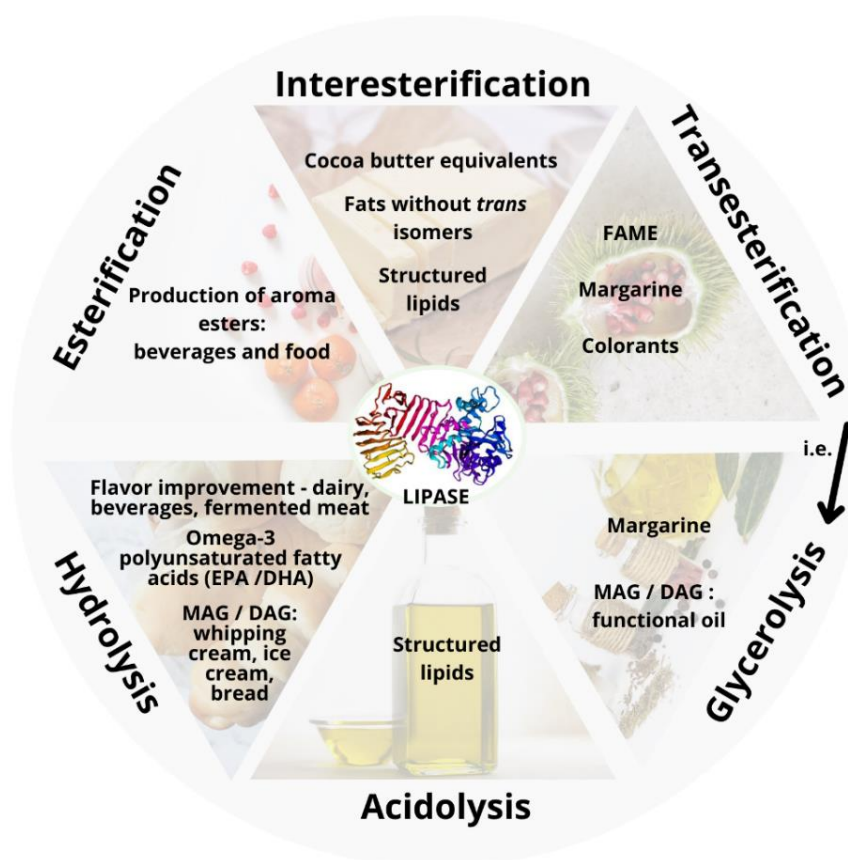 Interesterification
Cocoa butter equivalents
Fats without trans
isomers
Structured
lipids
Transesterification
FAME
Margarine
Colorants
i.e.
Glycerolysis
Margarine
MAG / DAG :
functional oil
Acidolysis
Structured
lipids
Hydrolysis
Flavor improvement - dairy,
beverages, fermented meat
Omega-3
polyunsaturated fatty
acids (EPA /DHA)
MAG / DAG:
whipping
cream, ice
cream,
bread
Esterification
Production of aroma
esters:
beverages and food
LIPASE